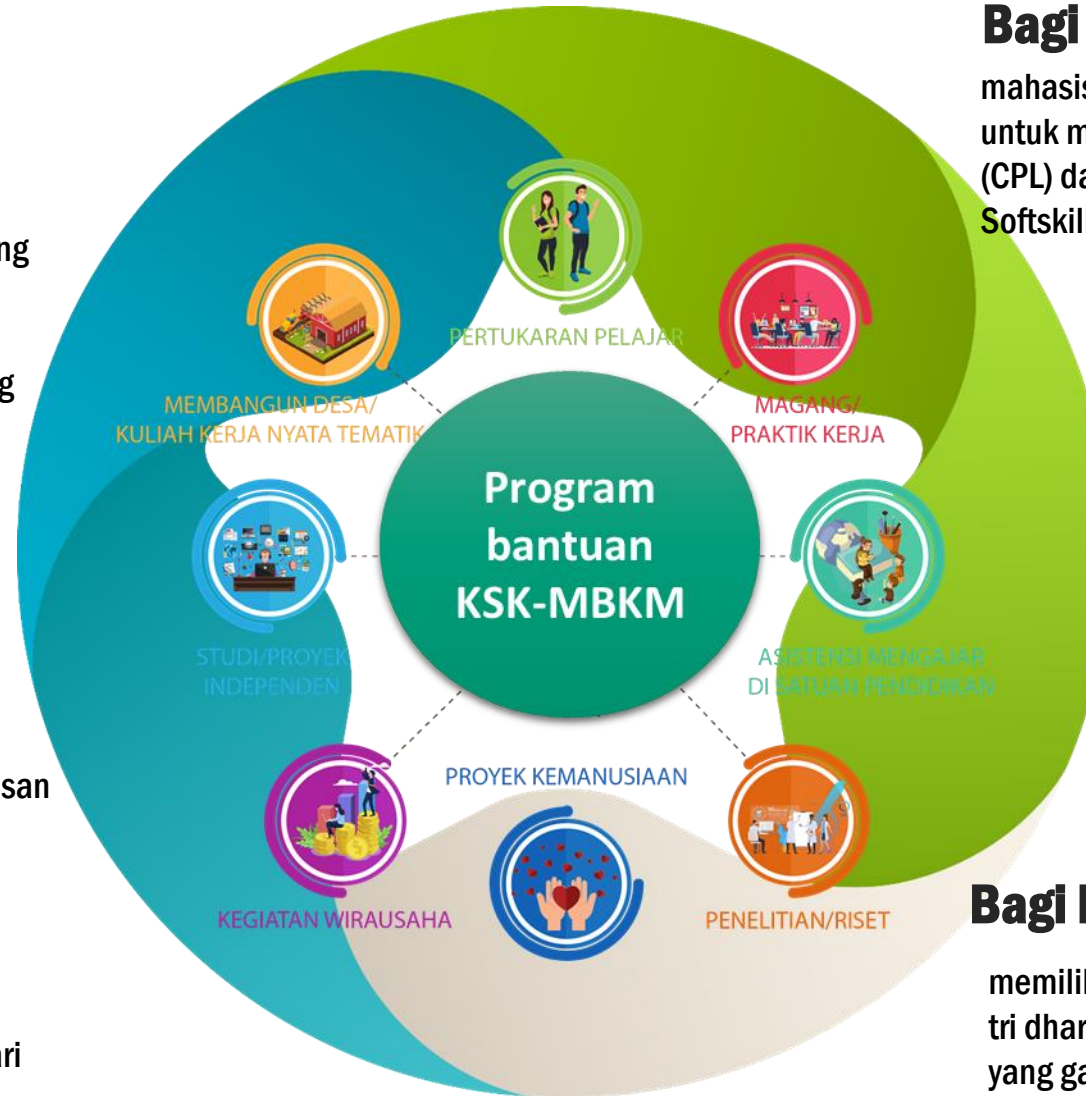 ng
g
san
ri
PERTUKARAN PELAJAR
MEMBANGUN DESA/
KULIAH KERJA NYATA TEMATIK
MAGANG/
PRAKTIK KERJA
Program
bantuan
KSK-MBKM
STUDI/PROYEK
INDEPENDEN
ASISTENSI MENGAJAR
DI SATUAN PENDIDIKAN
PROYEK KEMANUSIAAN
KEGIATAN WIRAUSAHA
PENELITIAN/RISET
Bagi
mahasis
untuk m
(CPL) da
Softskil
Bagi
memili
tri dhar
yang ga